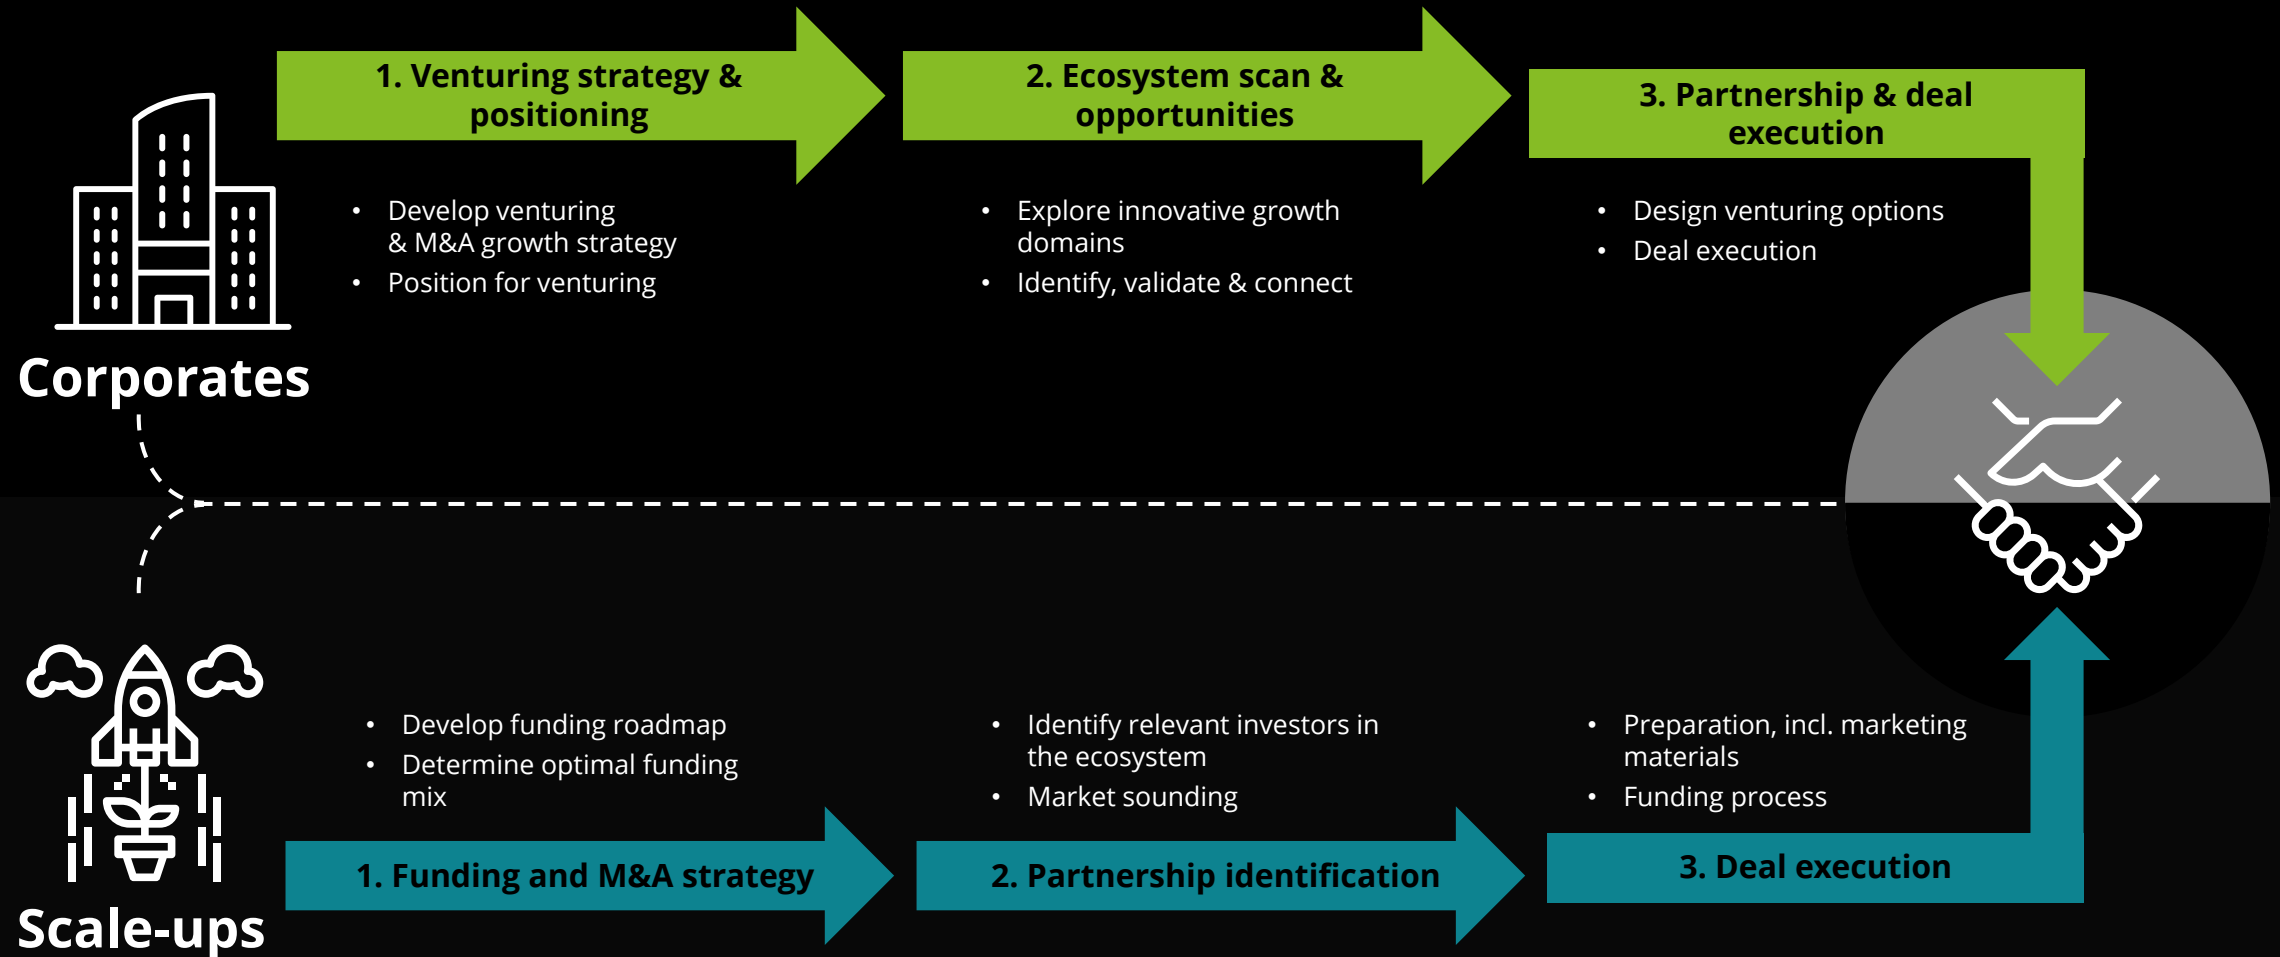 1. Venturing strategy &
positioning
2. Ecosystem scan &
opportunities
3. Partnership & deal
execution
• Develop venturing
& M&A growth strategy
• Position for venturing
• Explore innovative growth
domains
• Identify, validate & connect
• Design venturing options
• Deal execution
Corporates
• Develop funding roadmap
• Determine optimal funding
mix
• Identify relevant investors in
the ecosystem
• Market sounding
• Preparation, incl. marketing
materials
• Funding process
1. Funding and M&A strategy
2. Partnership identification
3. Deal execution
Scale-ups